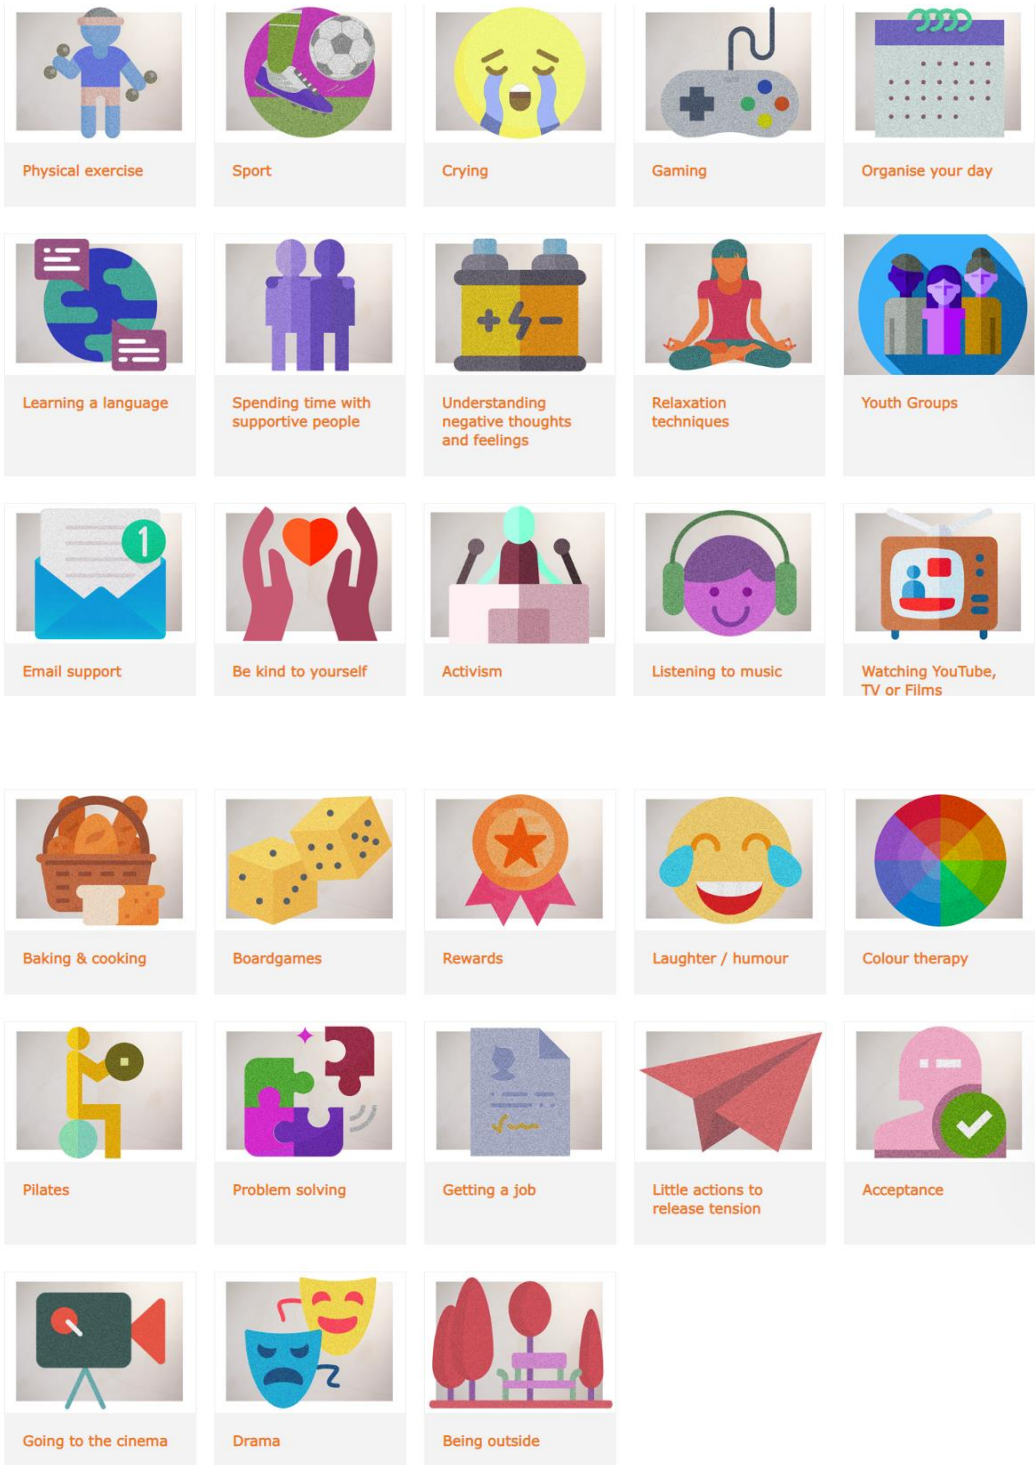 Physical exercise
Sport
Crying
Gaming
Organise your day
Learning a language
Spending time with
supportive people
Understanding
negative thoughts
and feelings
Relaxation
techniques
Youth Groups
1
Email support
Be kind to yourself
Activism
Listening to music
Watching YouTube,
TV or Films
Baking & cooking
Boardgames
Rewards
Laughter / humour
Colour therapy
Pilates
Problem solving
Getting a job
Little actions to
release tension
Acceptance
Going to the cinema
Drama
Being outside